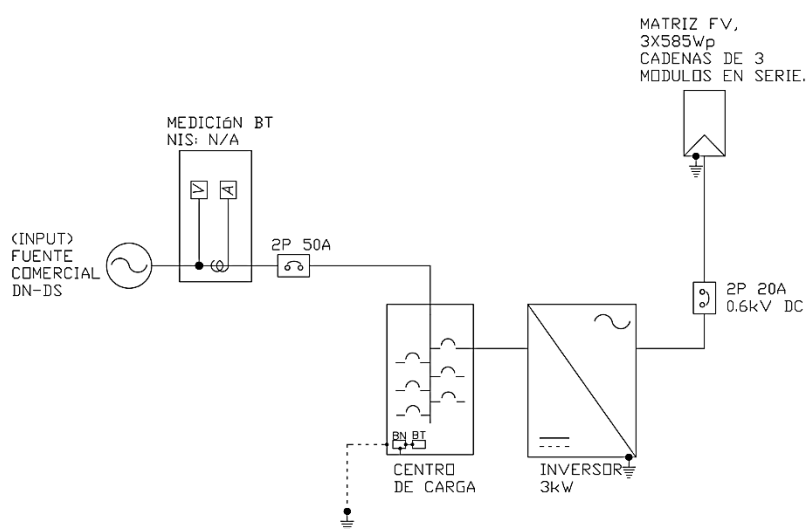 MATRIZ FV,
3X585Wp
CADENAS DE 3
MODULOS EN SERIE.
MEDICIóN BT
NIS: N/A
V
A
(INPUT)
FUENTE
COMERCIAL
DN-DS
2P 50A
2P 20A
0.6kV DC
BN
BT
CENTRO
DE CARGA
INVERSOR
3kW